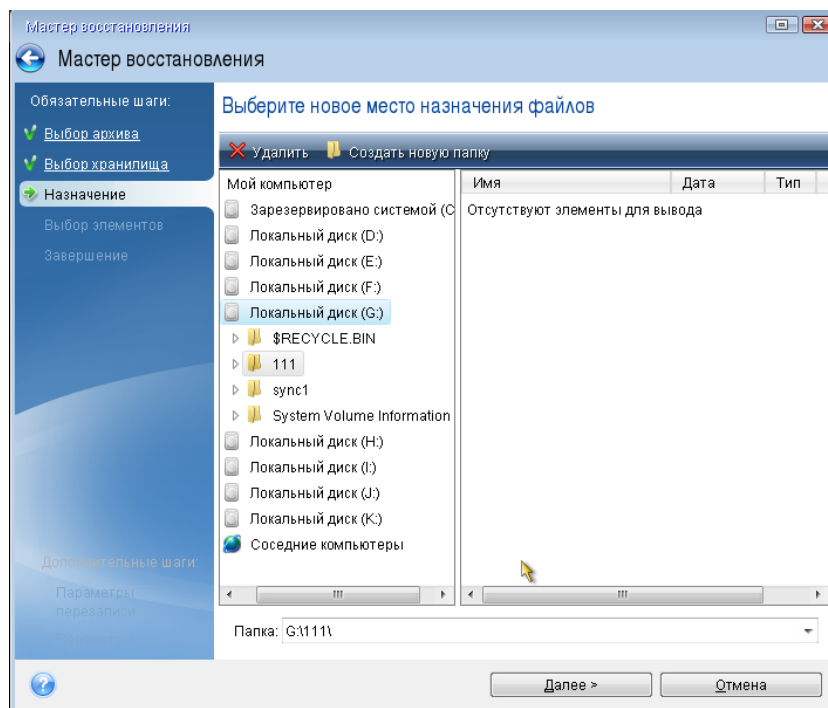 Мастер восстановления
Мастер восстановления
Обязательные шаги:
Выбор архива
Выбор хранилища
Назначение
Выбор элементов
Завершение
Дополнительные шаги:
Параметры
перезаписи
Выберите новое место назначения файлов
Удалить Создать новую папку
Мой компьютер
Зарезервировано системой (C
Локальный диск (D:)
Локальный диск (E:)
Локальный диск (F:)
Локальный диск (G:)
$RECYCLE.BIN
111
sync1
System Volume Information
Локальный диск (H:)
Локальный диск (I:)
Локальный диск (J:)
Локальный диск (K:)
Соседние компьютеры
Имя Дата Тип
Отсутствуют элементы для вывода
Папка: G:\111\
Далее >
Отмена